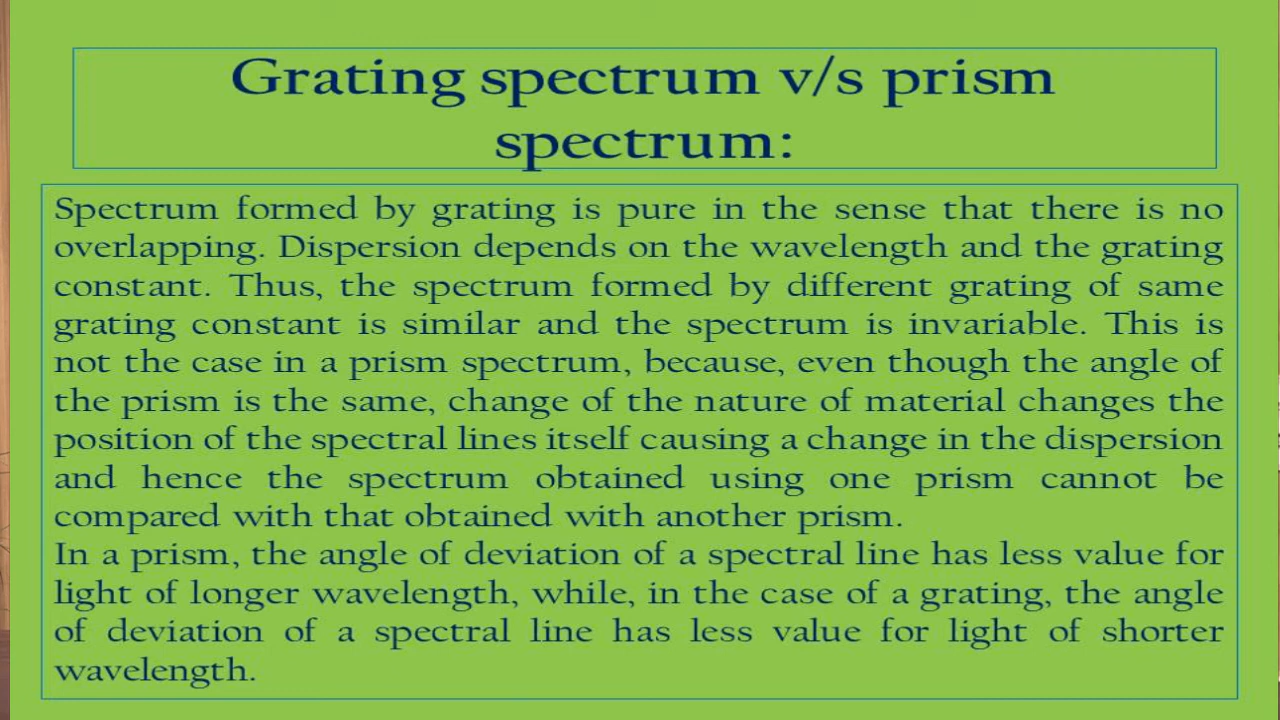 Grating spectrum v/s prism
spectrum:
Spectrum formed by grating is pure in the sense that there is no
overlapping. Dispersion depends on the wavelength and the grating
constant. Thus, the spectrum formed by different grating of same
grating constant is similar and the spectrum is invariable. This is
not the case in a prism spectrum, because, even though the angle of
the prism is the same, change of the nature of material changes the
position of the spectral lines itself causing a change in the dispersion
and hence the spectrum obtained using one prism cannot be
compared with that obtained with another prism.
In a prism, the angle of deviation of a spectral line has less value for
light of longer wavelength, while, in the case of a grating, the angle
of deviation of a spectral line has less value for light of shorter
wavelength.